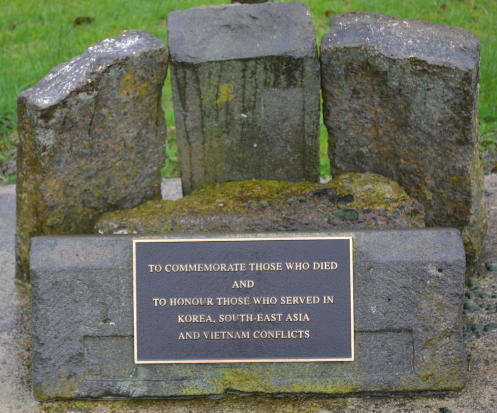 TO COMMEMORATE THOSE WHO DIED
AND
TO HONOUR THOSE WHO SERVED IN
KOREA, SOUTH-EAST ASIA
AND VIETNAM CONFLICTS